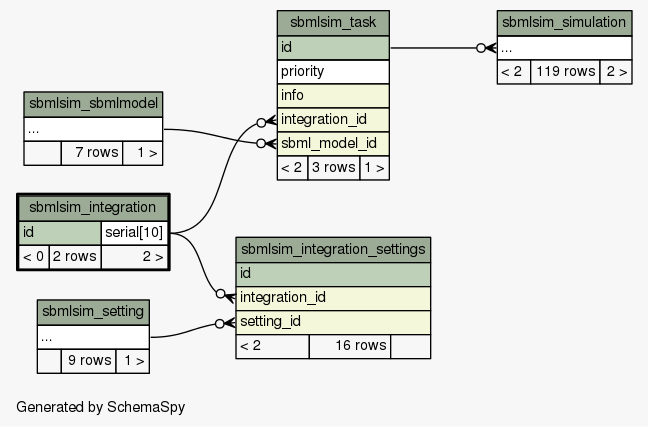 sbmlsim_task
id
priority
info
integration_id
sbml_model_id
< 2 3 rows 1 >
sbmlsim_simulation
...
< 2 119 rows 2 >
sbmlsim_sbmlmodel
...
7 rows 1 >
sbmlsim_integration
id serial[10]
< 0 2 rows 2 >
sbmlsim_integration_settings
id
integration_id
setting_id
< 2 16 rows
sbmlsim_setting
...
9 rows 1 >
Generated by SchemaSpy